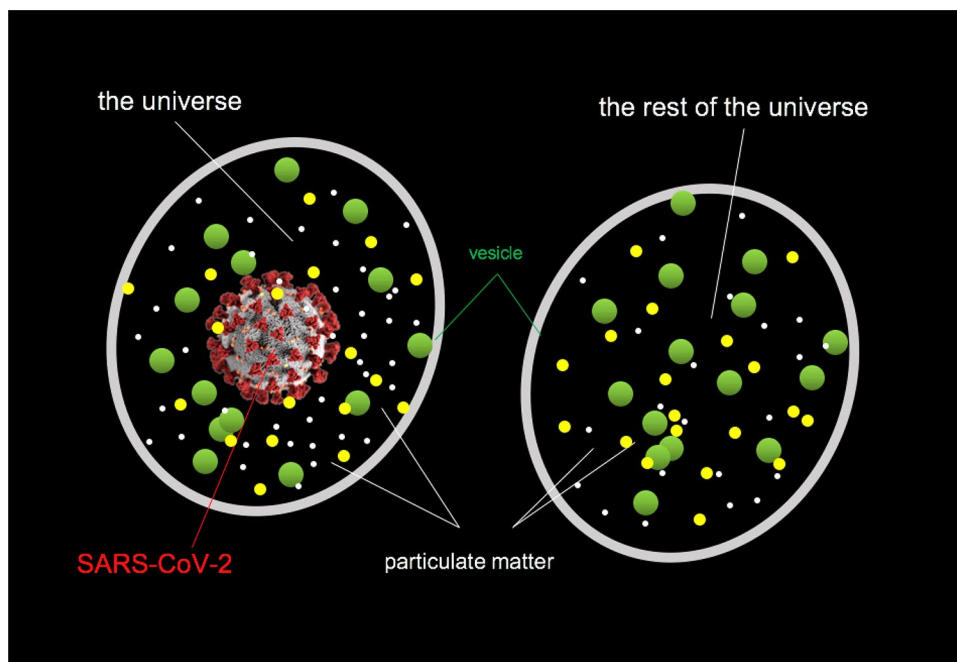 the universe
the rest of the universe
vesicle
SARS-CoV-2
particulate matter